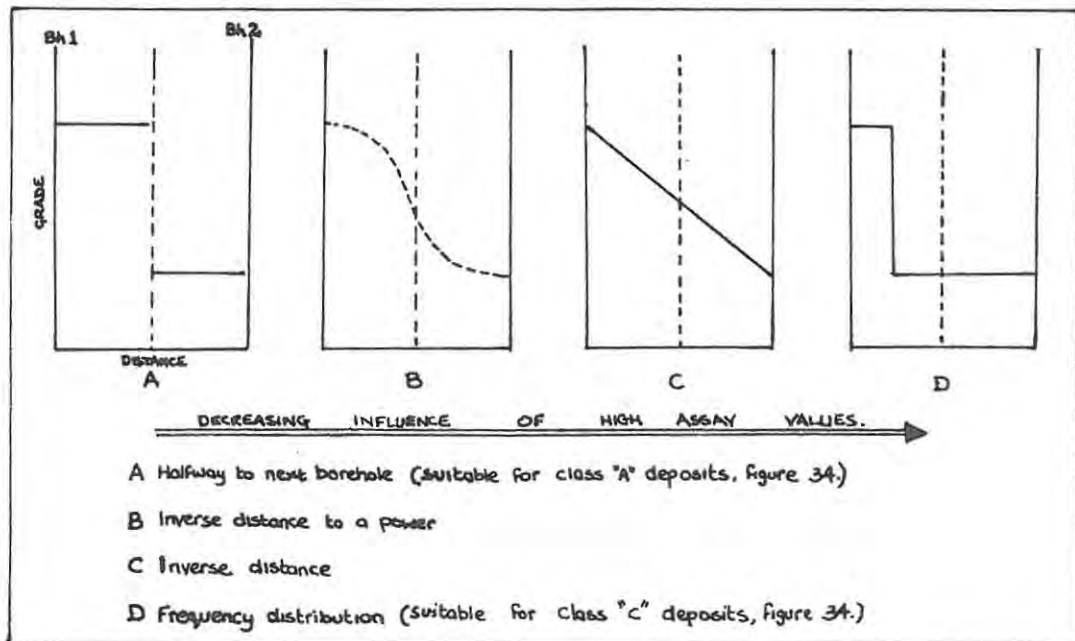 Bh1 Bh2
GRADE
DISTANCE
A B C D
DECREASING INFLUENCE OF HIGH ASSAY VALUES.
A Halfway to next borehole (suitable for class "A" deposits, figure 34.)
B Inverse distance to a power
C Inverse distance
D Frequency distribution (suitable for class "C" deposits, figure 34.)